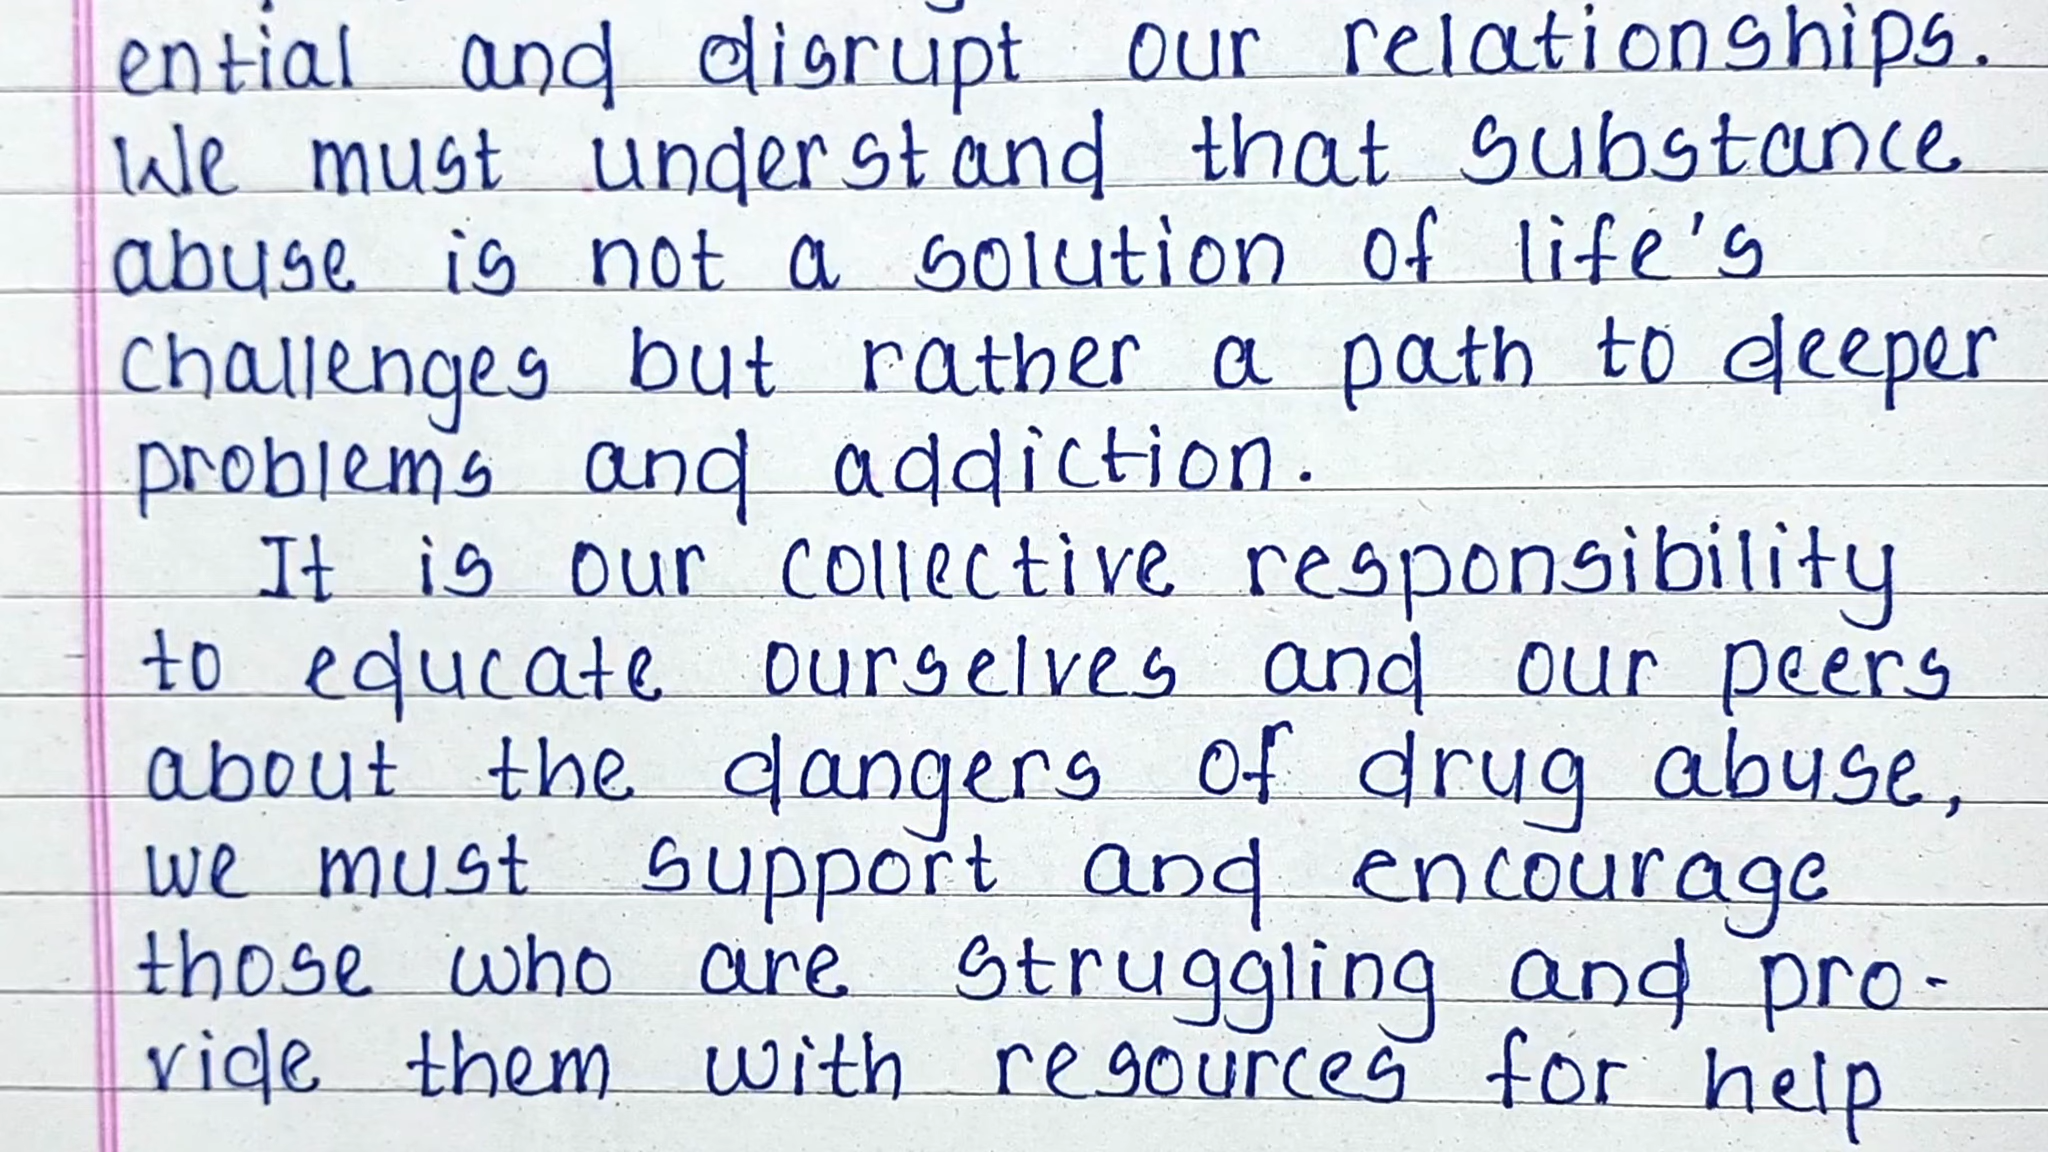 ential and disrupt our relationships.
We must understand that substance
abuse is not a solution of life's
challenges but rather a path to deeper
problems and addiction.
It is our collective responsibility
to educate ourselves and our peers
about the dangers of drug abuse,
we must support and encourage
those who are struggling and pro-
vide them with resources for help